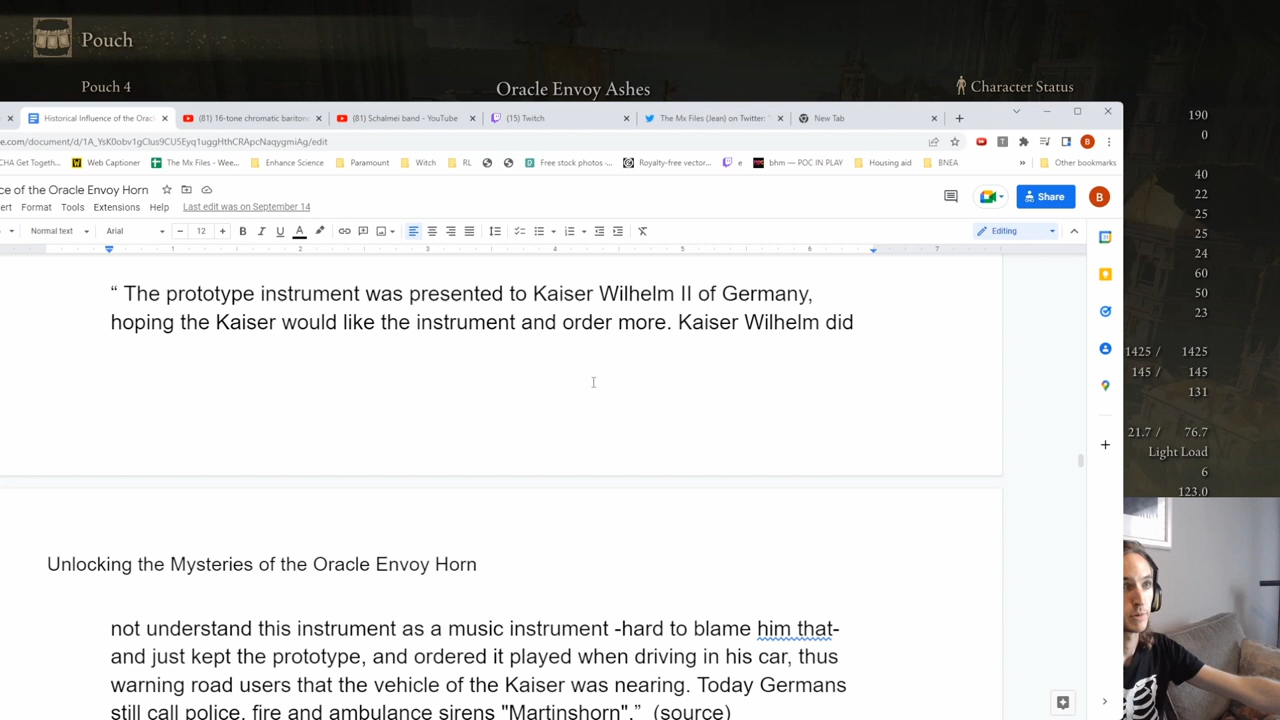 Pouch
Pouch 4
Oracle Envoy Ashes
Character Status
Historical Influence of the Oracl
(81) 16-tone chromatic baritone
(81) Schalmei band - YouTube
(15) Twitch
The Mx Files (Jean) on Twitter: "
New Tab
190
0
e.com/document/d/1A_YsK0obv1gClus9CU5Eyq1uggHthCRApcNaqygmiAg/edit
CHA Get Togeth...
Web Captioner
The Mx Files - Wee...
Enhance Science
Paramount
Witch
RL
Free stock photos -...
Royalty-free vector...
e
bhm — POC IN PLAY
Housing aid
BNEA
Other bookmarks
40
22
25
25
24
60
50
23
ce of the Oracle Envoy Horn
Share
B
ert Format Tools Extensions Help Last edit was on September 14
Normal text Arial 12 B I U A Editing
1 2 3 4 5 6 7
“ The prototype instrument was presented to Kaiser Wilhelm II of Germany,
hoping the Kaiser would like the instrument and order more. Kaiser Wilhelm did
1425 / 1425
145 / 145
131
21.7 / 76.7
Light Load
6
123.0
Unlocking the Mysteries of the Oracle Envoy Horn
not understand this instrument as a music instrument -hard to blame him that-
and just kept the prototype, and ordered it played when driving in his car, thus
warning road users that the vehicle of the Kaiser was nearing. Today Germans
still call police, fire and ambulance sirens "Martinshorn".” (source)